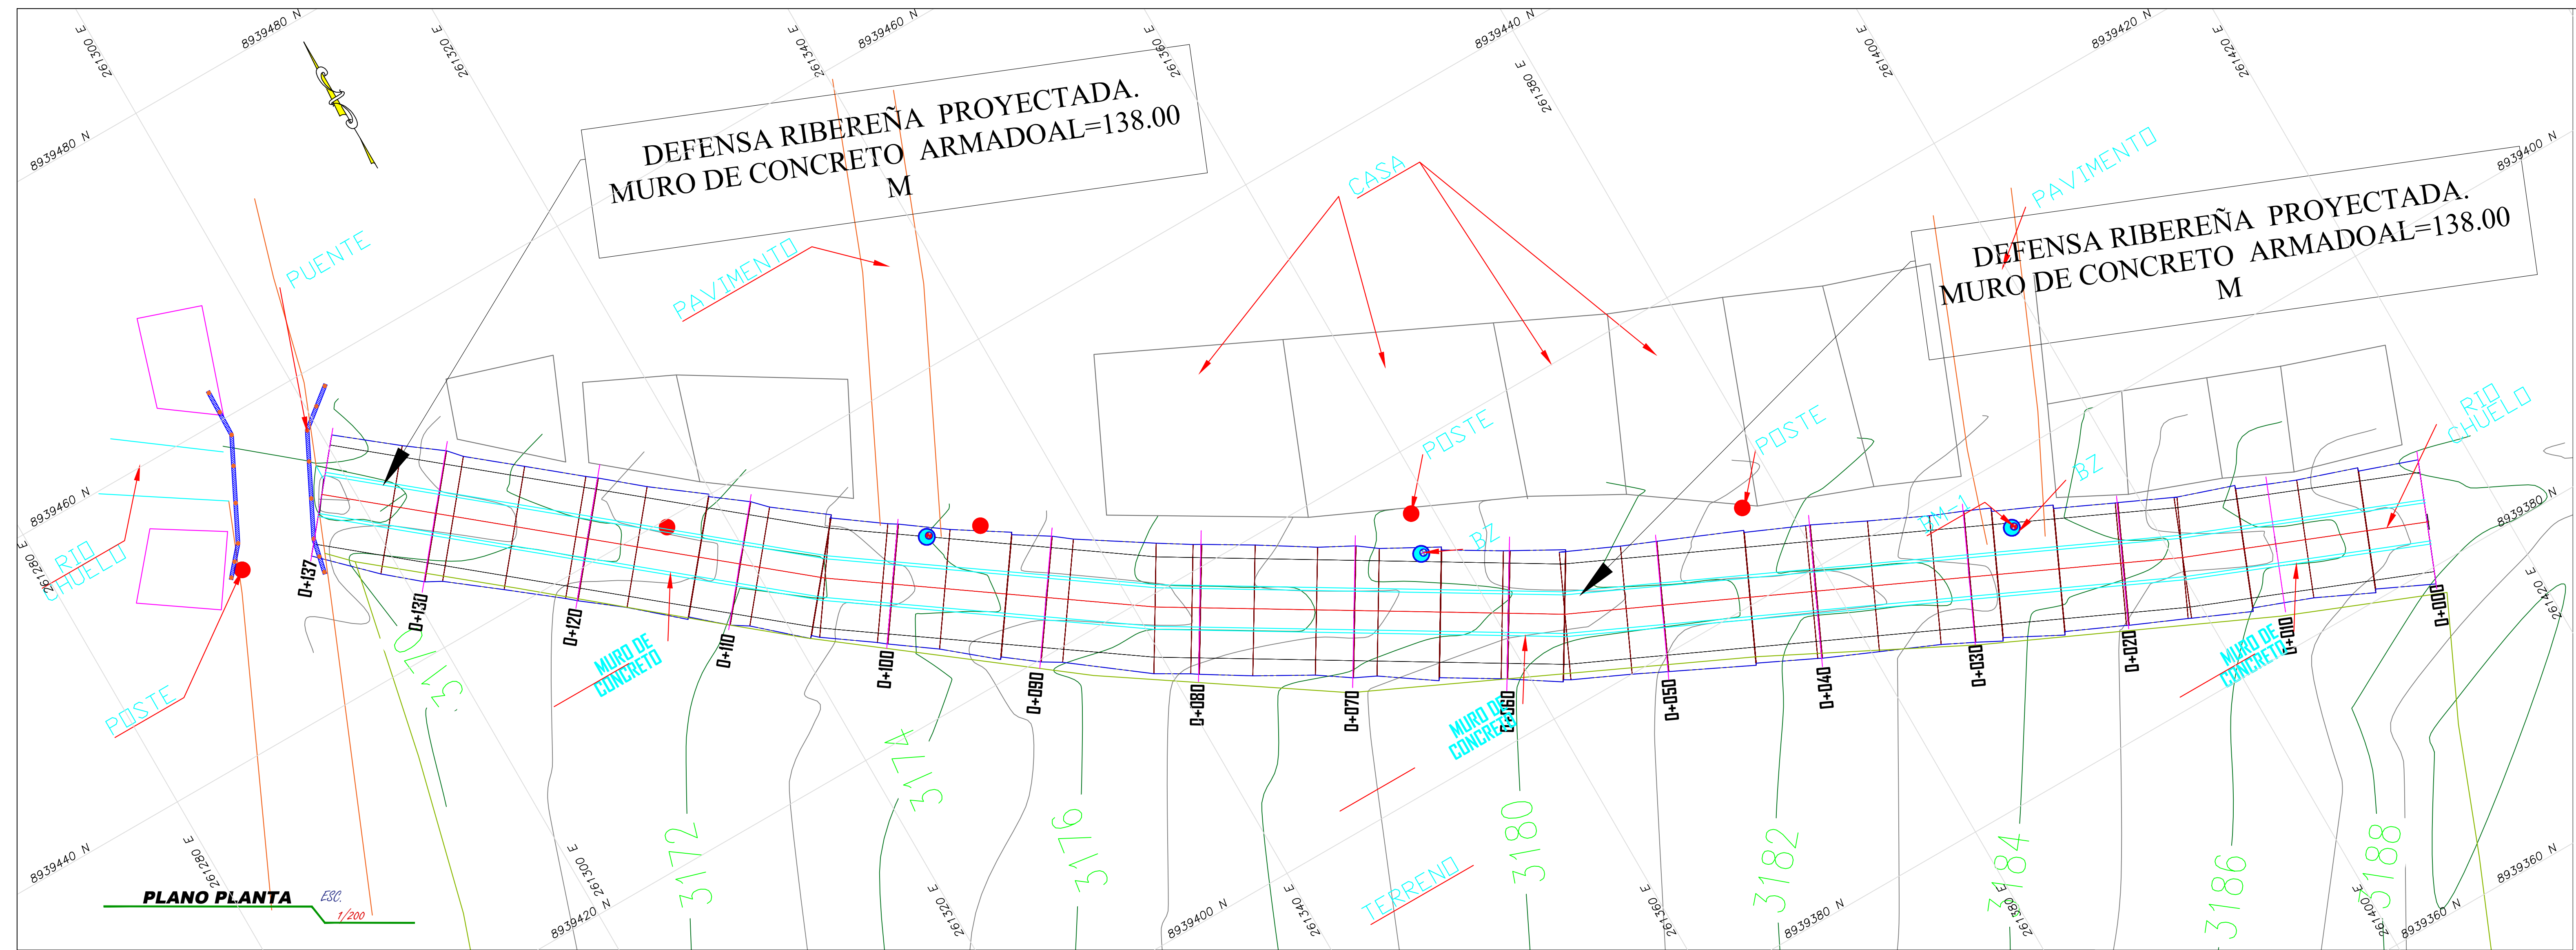 261300 E
8939480 N
261320 E
261340 E
8939460 N
261360 E
8939440 N
261380 E
261400 E
8939420 N
261420 E
8939480 N
8939400 N
DEFENSA RIBEREÑA PROYECTADA.
MURO DE CONCRETO ARMADOAL=138.00
M
DEFENSA RIBEREÑA PROYECTADA.
MURO DE CONCRETO ARMADOAL=138.00
M
CASA
PAVIMENTO
PUENTE
PAVIMENTO
POSTE
POSTE
BZ
BZ
BM-1
RIO
CHUELO
8939460 N
8939380 N
261280 E
RIO
CHUELO
261420 E
0+137
0+130
0+120
0+110
0+100
0+090
0+080
0+070
0+060
0+050
0+040
0+030
0+020
0+010
0+000
MURO DE
CONCRETO
MURO DE
CONCRETO
MURO DE
CONCRETO
POSTE
3170
3172
3174
3176
3180
3182
3184
3186
3188
TERRENO
8939440 N
261280 E
261300 E
8939420 N
261320 E
8939400 N
261340 E
261360 E
8939380 N
261380 E
261400 E
8939360 N
8939360 N
PLANO PLANTA
ESC.
1/200